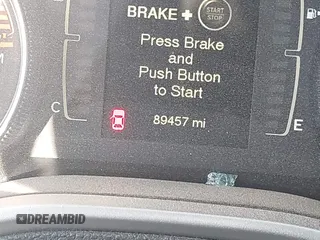 BRAKE + START STOP
Press Brake
and
Push Button
to Start
C
89457 mi
E
DREAMBID